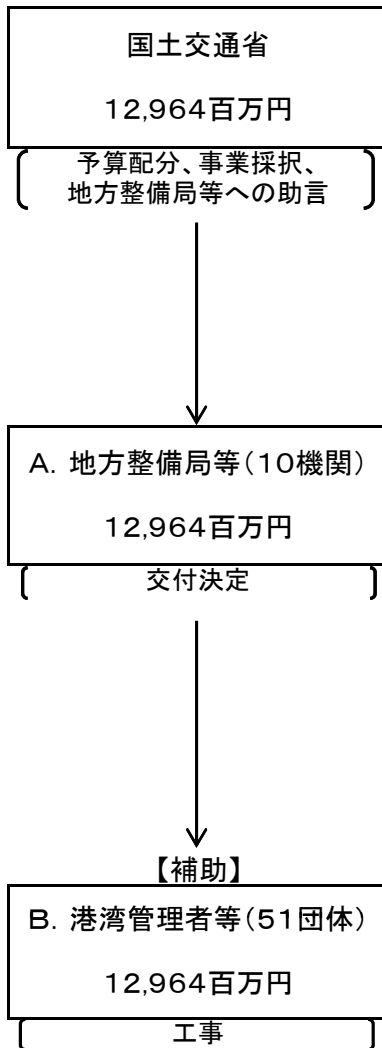 国土交通省
12,964百万円
予算配分、事業採択、
地方整備局等への助言
A. 地方整備局等(10機関)
12,964百万円
交付決定
【補助】
B. 港湾管理者等(51団体)
12,964百万円
工事